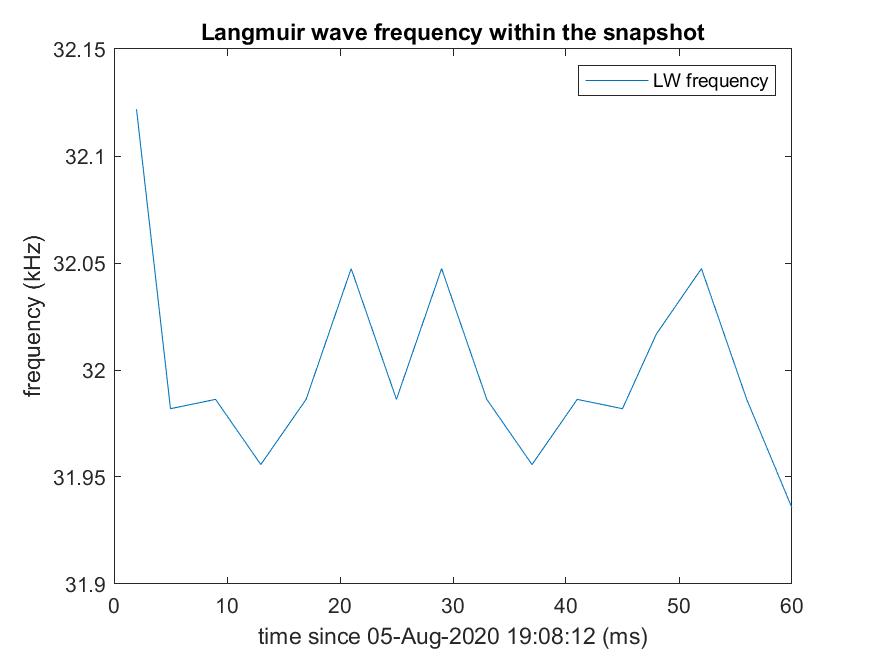 Langmuir wave frequency within the snapshot
LW frequency
frequency (kHz)
32.15
32.1
32.05
32
31.95
31.9
0 10 20 30 40 50 60
time since 05-Aug-2020 19:08:12 (ms)